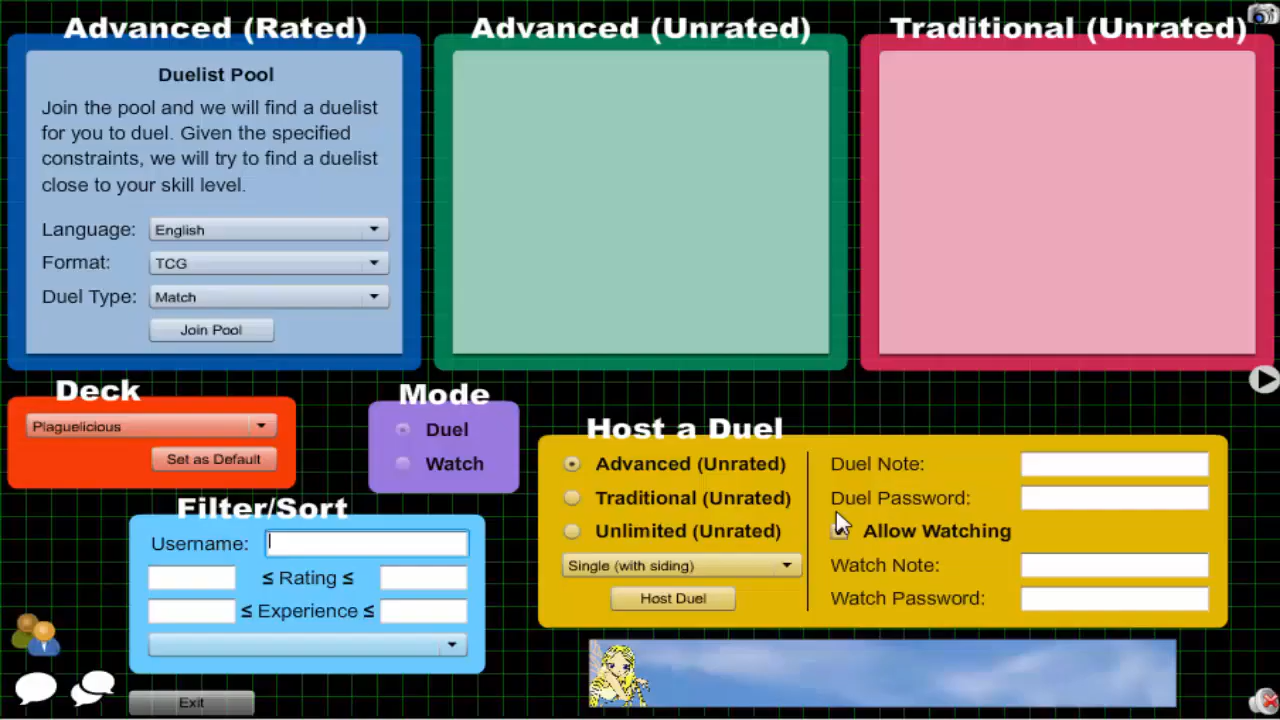 Advanced (Rated)
Duelist Pool
Join the pool and we will find a duelist
for you to duel. Given the specified
constraints, we will try to find a duelist
close to your skill level.
Language: English
Format: TCG
Duel Type: Match
Join Pool
Advanced (Unrated)
Traditional (Unrated)
Deck
Plaguelicious
Set as Default
Mode
Duel
Watch
Filter/Sort
Username:
≤ Rating ≤
≤ Experience ≤
Host a Duel
Advanced (Unrated)
Traditional (Unrated)
Unlimited (Unrated)
Single (with siding)
Host Duel
Duel Note:
Duel Password:
Allow Watching
Watch Note:
Watch Password:
Exit